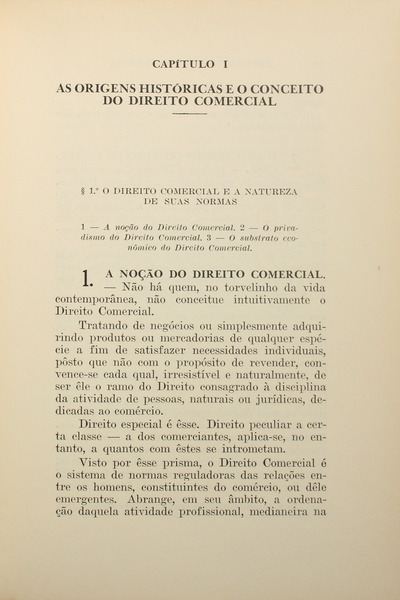 CAPÍTULO I
AS ORIGENS HISTÓRICAS E O CONCEITO
DO DIREITO COMERCIAL
§ 1.º O DIREITO COMERCIAL E A NATUREZA
DE SUAS NORMAS
1 — A noção do Direito Comercial. 2 — O priva-
dismo do Direito Comercial. 3 — O substrato eco-
nômico do Direito Comercial.
1. A NOÇÃO DO DIREITO COMERCIAL.
— Não há quem, no torvelinho da vida
contemporânea, não conceitue intuitivamente o
Direito Comercial.
Tratando de negócios ou simplesmente adqui-
rindo produtos ou mercadorias de qualquer espé-
cie a fim de satisfazer necessidades individuais,
pôsto que não com o propósito de revender, con-
vence-se cada qual, irresistível e naturalmente, de
ser êle o ramo do Direito consagrado à disciplina
da atividade de pessoas, naturais ou jurídicas, de-
dicadas ao comércio.
Direito especial é êsse. Direito peculiar a cer-
ta classe — a dos comerciantes, aplica-se, no en-
tanto, a quantos com êstes se intrometam.
Visto por êsse prisma, o Direito Comercial é
o sistema de normas reguladoras das relações en-
tre os homens, constituintes do comércio, ou dêle
emergentes. Abrange, em seu âmbito, a ordena-
ção daquela atividade profissional, medianeira na